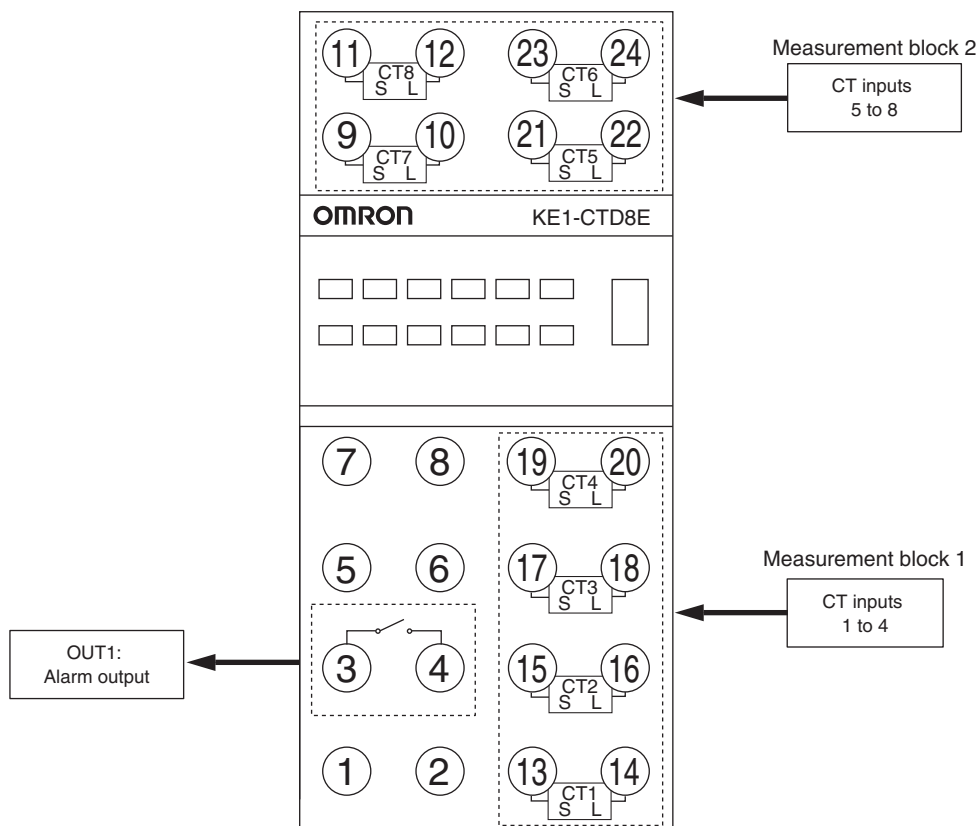 11 12 23 24
CT8 CT6
S L S L
Measurement block 2
CT inputs
5 to 8
9 10 21 22
CT7 CT5
S L S L
OMRON KE1-CTD8E
7 8 19 20
CT4
S L
5 6 17 18
CT3
S L
Measurement block 1
CT inputs
1 to 4
OUT1:
Alarm output
3 4 15 16
CT2
S L
1 2 13 14
CT1
S L